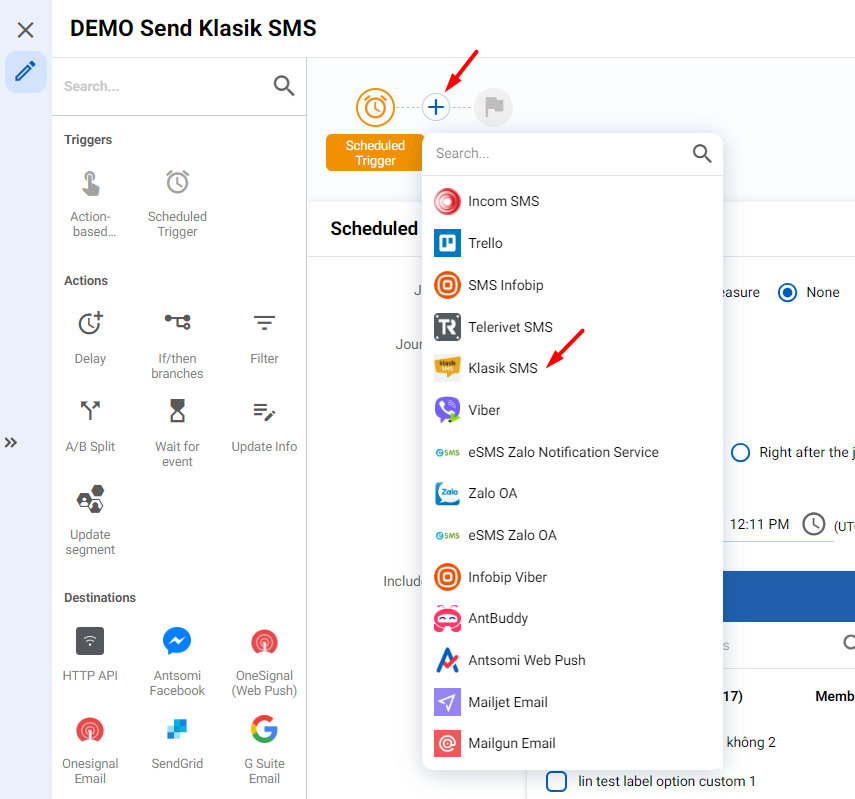 DEMO Send Klasik SMS
Search...
Triggers
Action-
based...
Scheduled
Trigger
Actions
Delay
If/then
branches
Filter
A/B Split
Wait for
event
Update Info
Update
segment
Destinations
HTTP API
Antsomi
Facebook
OneSignal
(Web Push)
Onesignal
Email
SendGrid
G Suite
Email
Scheduled
Trigger
Search...
Incom SMS
Trello
SMS Infobip
Telerivet SMS
Klasik SMS
Viber
eSMS Zalo Notification Service
Zalo OA
eSMS Zalo OA
Infobip Viber
AntBuddy
Antsomi Web Push
Mailjet Email
Mailgun Email
Scheduled
J
Jour
Includ
easure
None
Right after the j
12:11 PM
(UT
s
17)
Memb
không 2
lin test label option custom 1